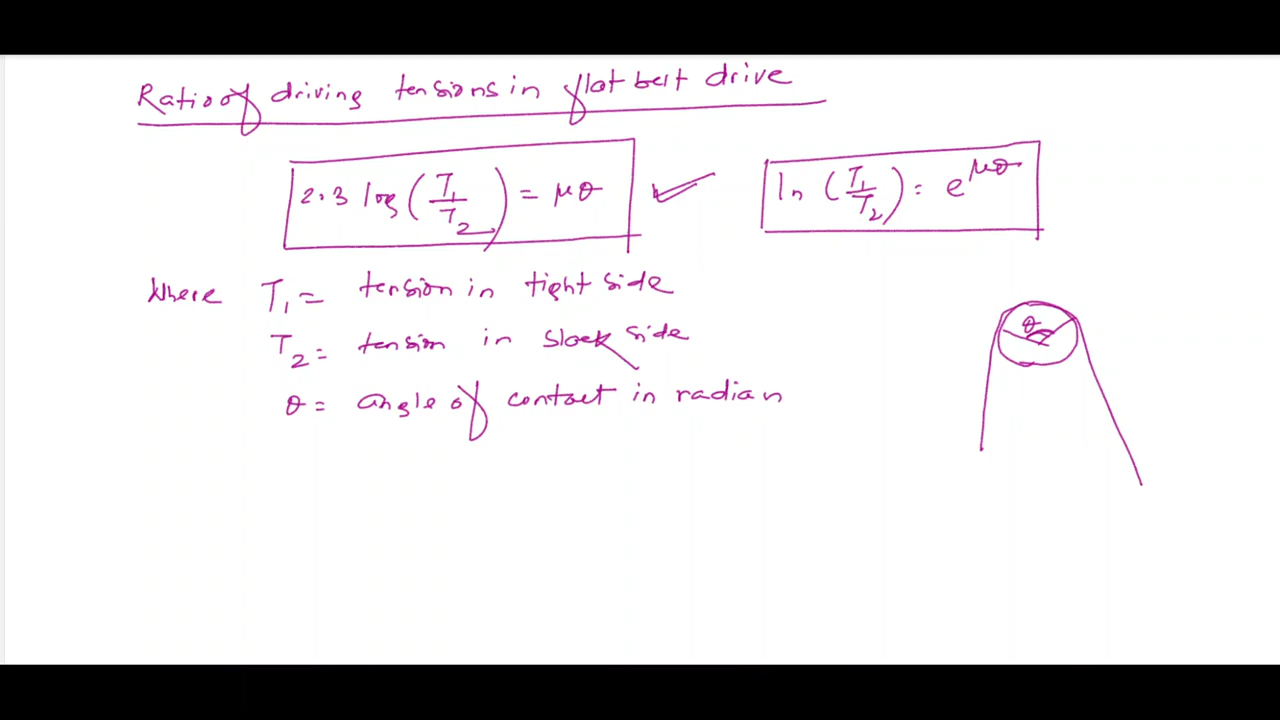 Ratio of driving tensions in flat belt drive
2.3 log (T₁/T₂) = μθ ln (T₁/T₂) = e^μθ
Where T₁ = tension in tight side
T₂ = tension in slack side
θ = angle of contact in radian
θ